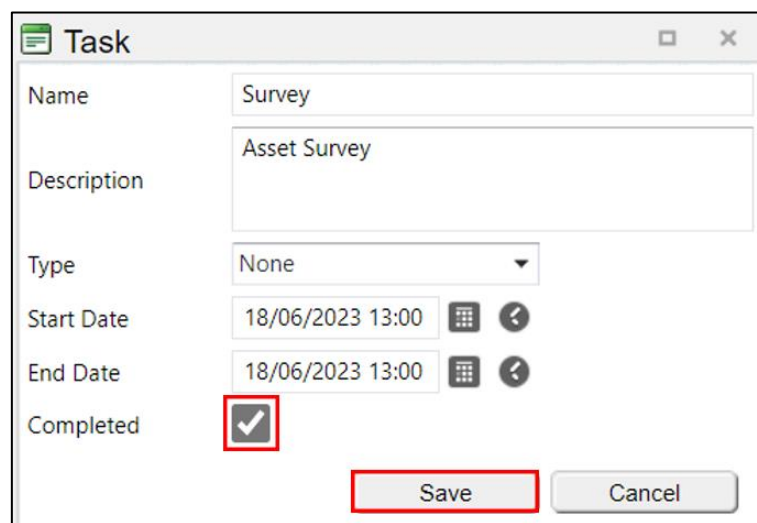 Task
Name Survey
Description Asset Survey
Type None
Start Date 18/06/2023 13:00
End Date 18/06/2023 13:00
Completed
Save Cancel